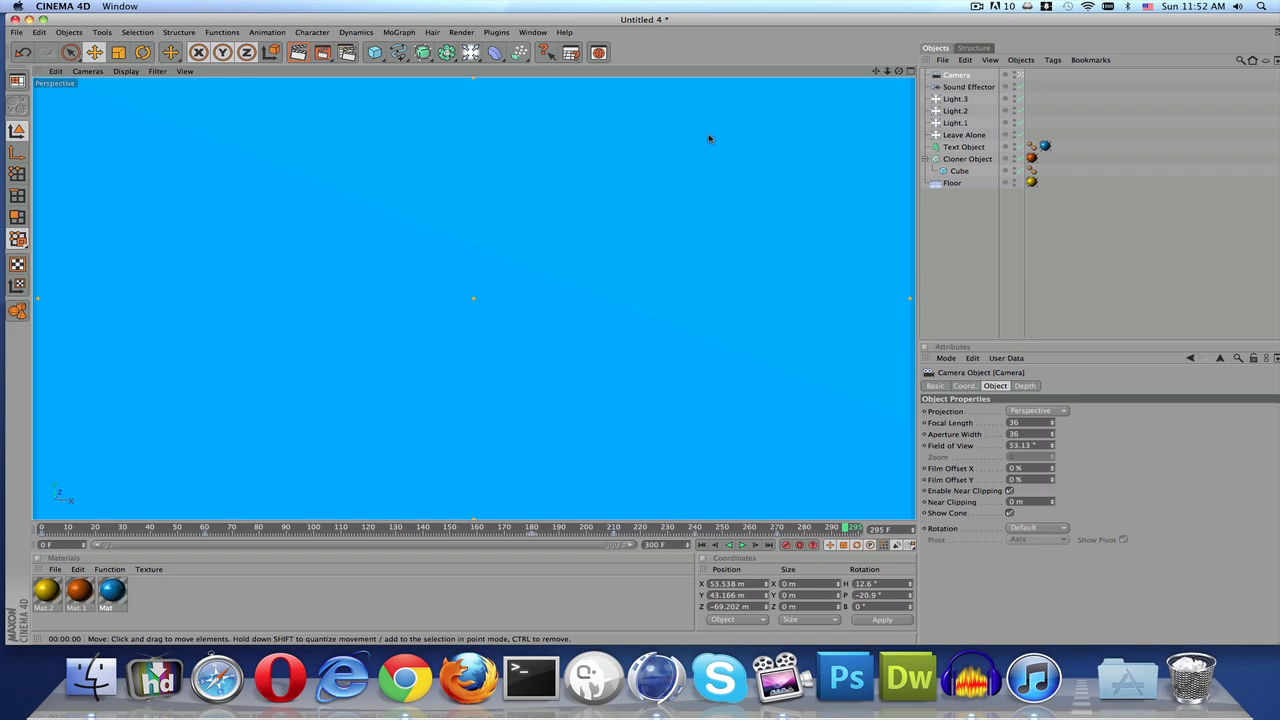 CINEMA 4D Window
10 Sun 11:52 AM
Untitled 4 *
File Edit Objects Tools Selection Structure Functions Animation Character Dynamics MoGraph Hair Render Plugins Window Help
Edit Cameras Display Filter View
Perspective
Y Z X
0 10 20 30 40 50 60 70 80 90 100 110 120 130 140 150 160 170 180 190 200 210 220 230 240 250 260 270 280 290 295
295 F
0 F 0 F 300 F 300 F
Materials
File Edit Function Texture
Mat.2 Mat.1 Mat
Coordinates
Position Size Rotation
X 53.538 m X 0 m H 12.6 °
Y 43.166 m Y 0 m P -20.9 °
Z -69.202 m Z 0 m B 0 °
Object Size Apply
MAXON CINEMA 4D
00:00:00 Move: Click and drag to move elements. Hold down SHIFT to quantize movement / add to the selection in point mode, CTRL to remove.
Objects Structure
File Edit View Objects Tags Bookmarks
Camera
Sound Effector
Light.3
Light.2
Light.1
Leave Alone
Text Object
Cloner Object
Cube
Floor
Attributes
Mode Edit User Data
Camera Object [Camera]
Basic Coord. Object Depth
Object Properties
Projection Perspective
Focal Length 36
Aperture Width 36
Field of View 53.13 °
Zoom 1
Film Offset X 0 %
Film Offset Y 0 %
Enable Near Clipping
Near Clipping 0 m
Show Cone
Rotation Default
Pivot Axis Show Pivot
hd
Ps
Dw